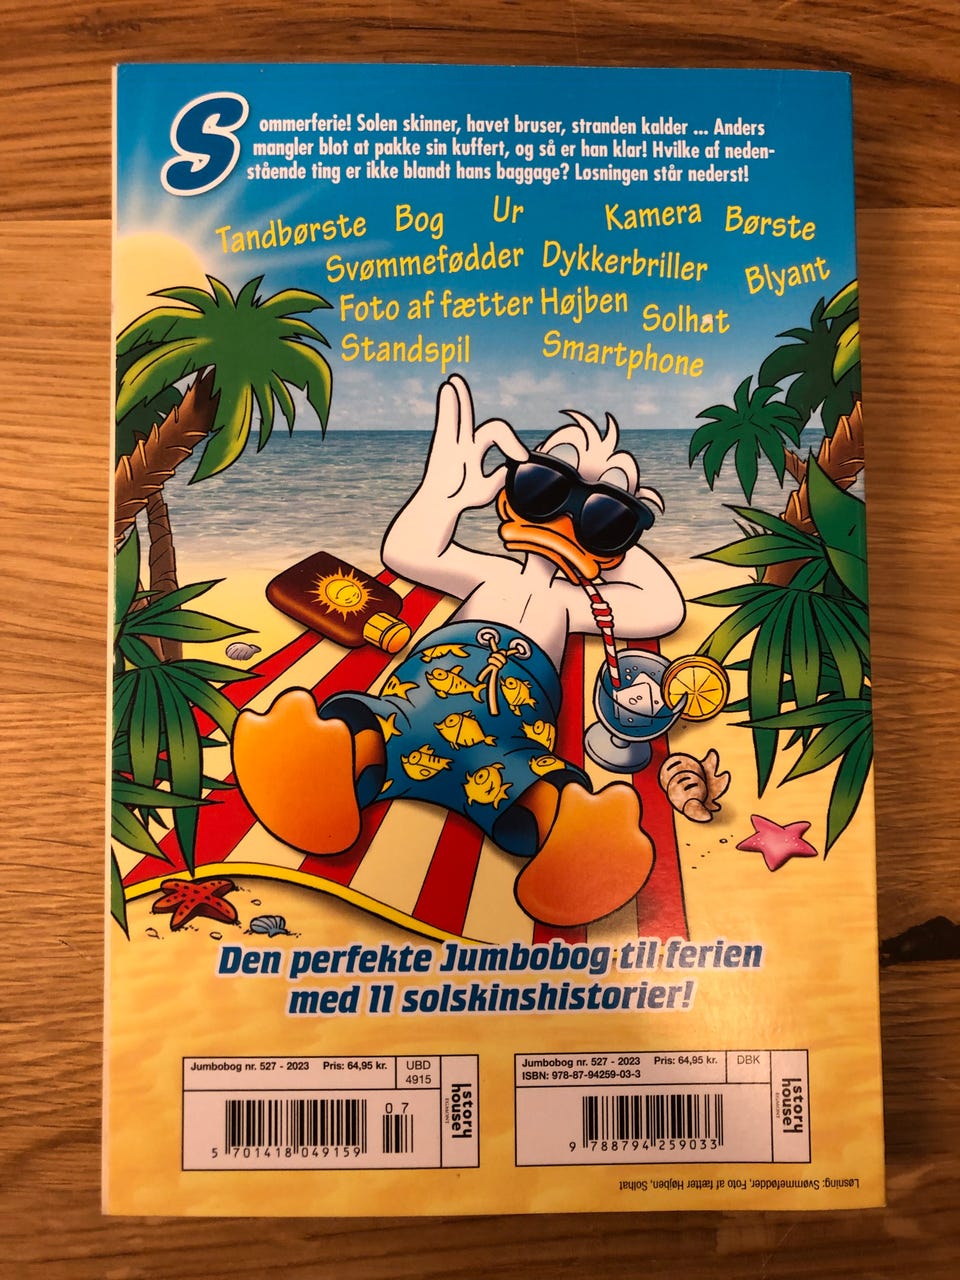 Sommerferie! Solen skinner, havet bruser, stranden kalder ... Anders
mangler blot at pakke sin kuffert, og så er han klar! Hvilke af neden-
stående ting er ikke blandt hans baggage? Løsningen står nederst!
Tandbørste Bog Ur Kamera Børste
Svømmefødder Dykkerbriller Blyant
Foto af fætter Højben Solhat
Standspil Smartphone
Den perfekte Jumbobog til ferien
med 11 solskinshistorier!
Jumbobog nr. 527 - 2023 Pris: 64,95 kr. UBD
4915
07
5 701418 049159
story
house
EGMONT
Jumbobog nr. 527 - 2023 Pris: 64,95 kr. DBK
ISBN: 978-87-94259-03-3
9 788794 259033
story
house
EGMONT
Løsning: Svømmefødder, Foto af fætter Højben, Solhat